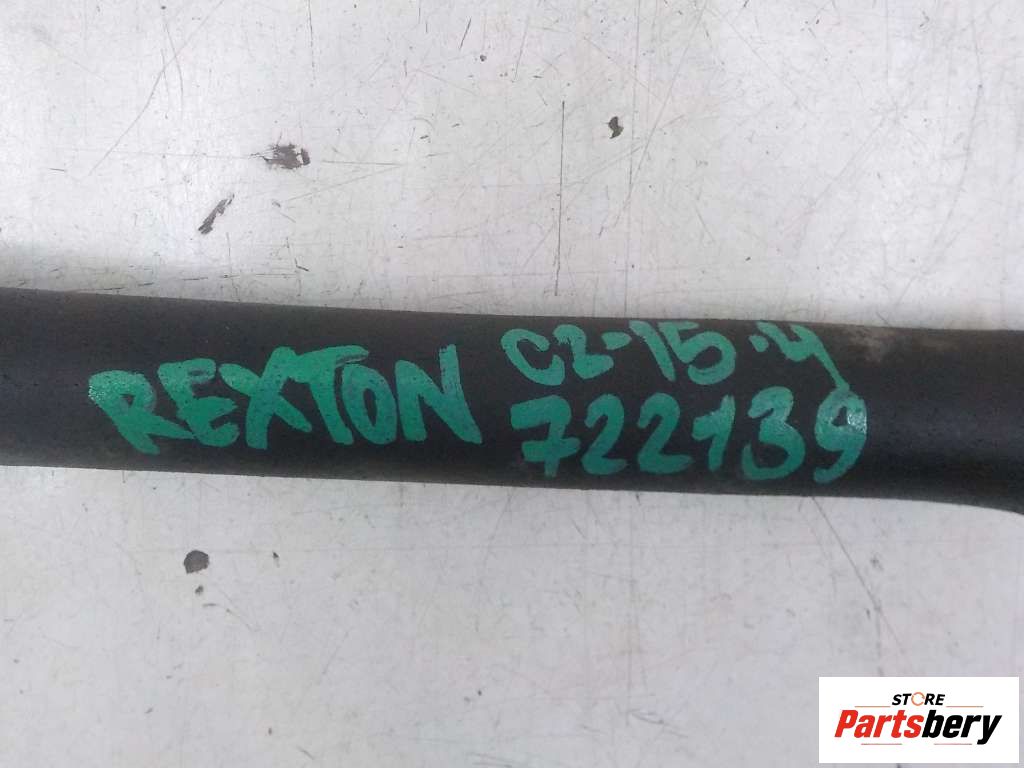 REXTON C2-15.4
722139
STORE
Partsbery